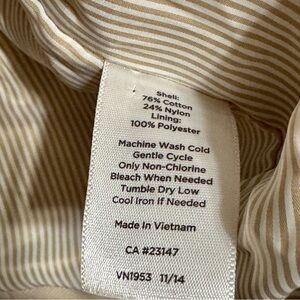 Shell:
76% Cotton
24% Nylon
Lining:
100% Polyester
Machine Wash Cold
Gentle Cycle
Only Non-Chlorine
Bleach When Needed
Tumble Dry Low
Cool Iron If Needed
Made In Vietnam
CA #23147
VN1953 11/14